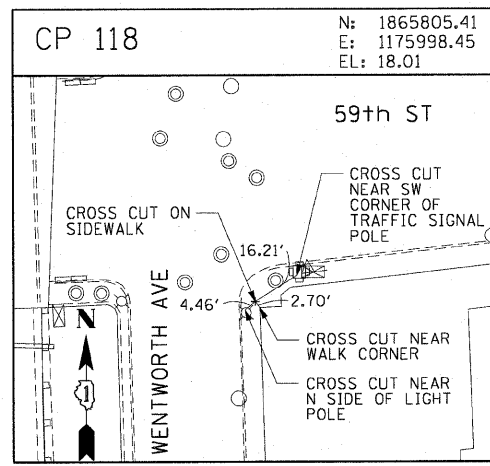 CP 118
N: 1865805.41
E: 1175998.45
EL: 18.01
59th ST
CROSS CUT
NEAR SW
CORNER OF
TRAFFIC SIGNAL
POLE
CROSS CUT ON
SIDEWALK
16.21'
4.46'
2.70'
N
1
WENTWORTH AVE
CROSS CUT NEAR
WALK CORNER
CROSS CUT NEAR
N SIDE OF LIGHT
POLE